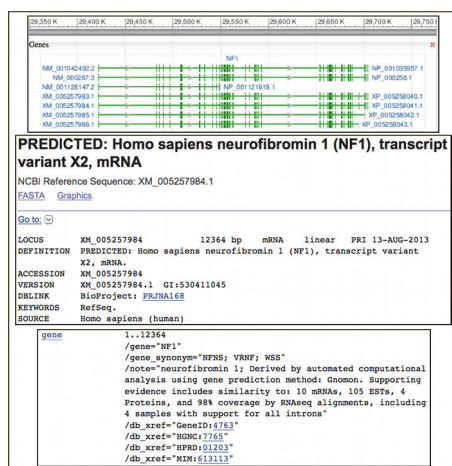 29,350 K 29,400 K 29,450 K 29,500 K 29,550 K 29,600 K 29,650 K 29,700 K 29,750
Genes
NF1
NM_001042492.2 NP_001035957.1
NM_000267.3 NP_000258.1
NM_001128147.2 NP_001121619.1
XM_005257983.1 XP_005258040.1
XM_005257984.1 XP_005258041.1
XM_005257985.1 XP_005258042.1
XM_005257986.1 XP_005258043.1
PREDICTED: Homo sapiens neurofibromin 1 (NF1), transcript
variant X2, mRNA
NCBI Reference Sequence: XM_005257984.1
FASTA Graphics
Go to:
LOCUS XM_005257984 12364 bp mRNA linear PRI 13-AUG-2013
DEFINITION PREDICTED: Homo sapiens neurofibromin 1 (NF1), transcript variant
X2, mRNA.
ACCESSION XM_005257984
VERSION XM_005257984.1 GI:530411045
DBLINK BioProject: PRJNA168
KEYWORDS RefSeq.
SOURCE Homo sapiens (human)
gene 1..12364
/gene="NF1"
/gene_synonym="NFNS; VRNF; WSS"
/note="neurofibromin 1; Derived by automated computational
analysis using gene prediction method: Gnomon. Supporting
evidence includes similarity to: 10 mRNAs, 105 ESTs, 4
Proteins, and 98% coverage by RNAseq alignments, including
4 samples with support for all introns"
/db_xref="GeneID:4763"
/db_xref="HGNC:7765"
/db_xref="HPRD:01203"
/db_xref="MIM:613113"